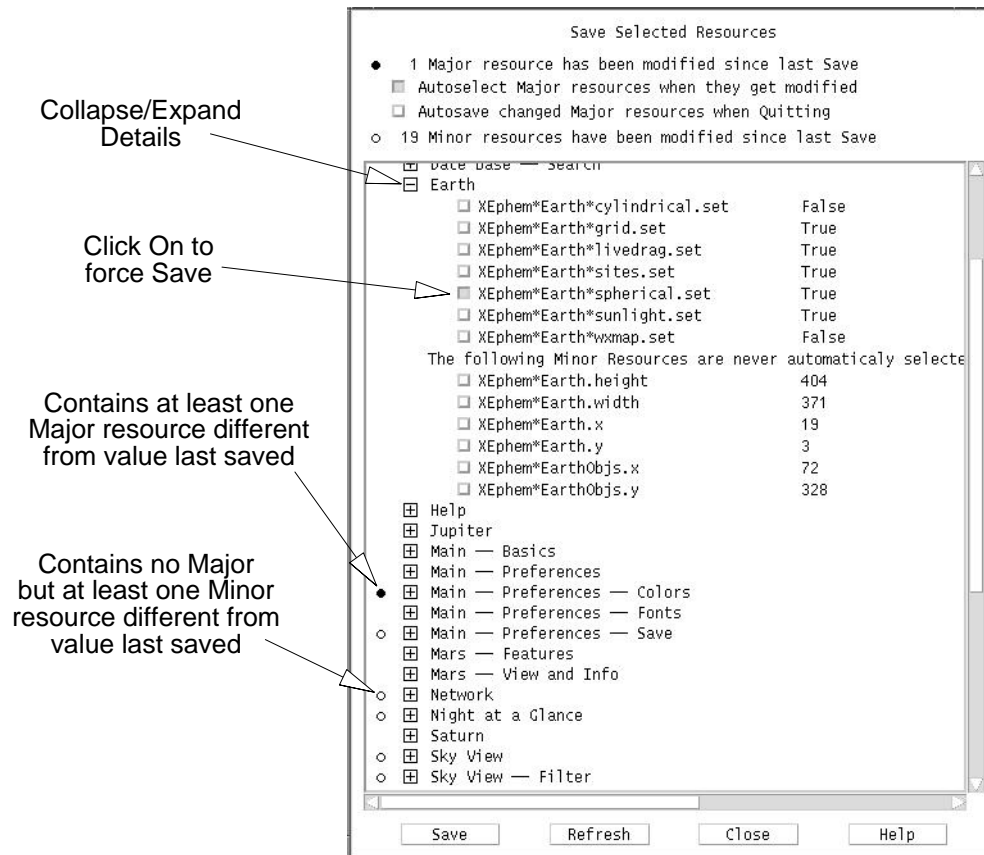 Save Selected Resources
1 Major resource has been modified since last Save
Autoselect Major resources when they get modified
Autosave changed Major resources when Quitting
19 Minor resources have been modified since last Save
Collapse/Expand
Details
Click On to
force Save
Contains at least one
Major resource different
from value last saved
Contains no Major
but at least one Minor
resource different from
value last saved
Date Base — Search
Earth
XEphem*Earth*cylindrical.set False
XEphem*Earth*grid.set True
XEphem*Earth*livedrag.set True
XEphem*Earth*sites.set True
XEphem*Earth*spherical.set True
XEphem*Earth*sunlight.set True
XEphem*Earth*wxmap.set False
The following Minor Resources are never automaticaly selecte
XEphem*Earth.height 404
XEphem*Earth.width 371
XEphem*Earth.x 19
XEphem*Earth.y 3
XEphem*EarthObjs.x 72
XEphem*EarthObjs.y 328
Help
Jupiter
Main — Basics
Main — Preferences
Main — Preferences — Colors
Main — Preferences — Fonts
Main — Preferences — Save
Mars — Features
Mars — View and Info
Network
Night at a Glance
Saturn
Sky View
Sky View — Filter
Save Refresh Close Help